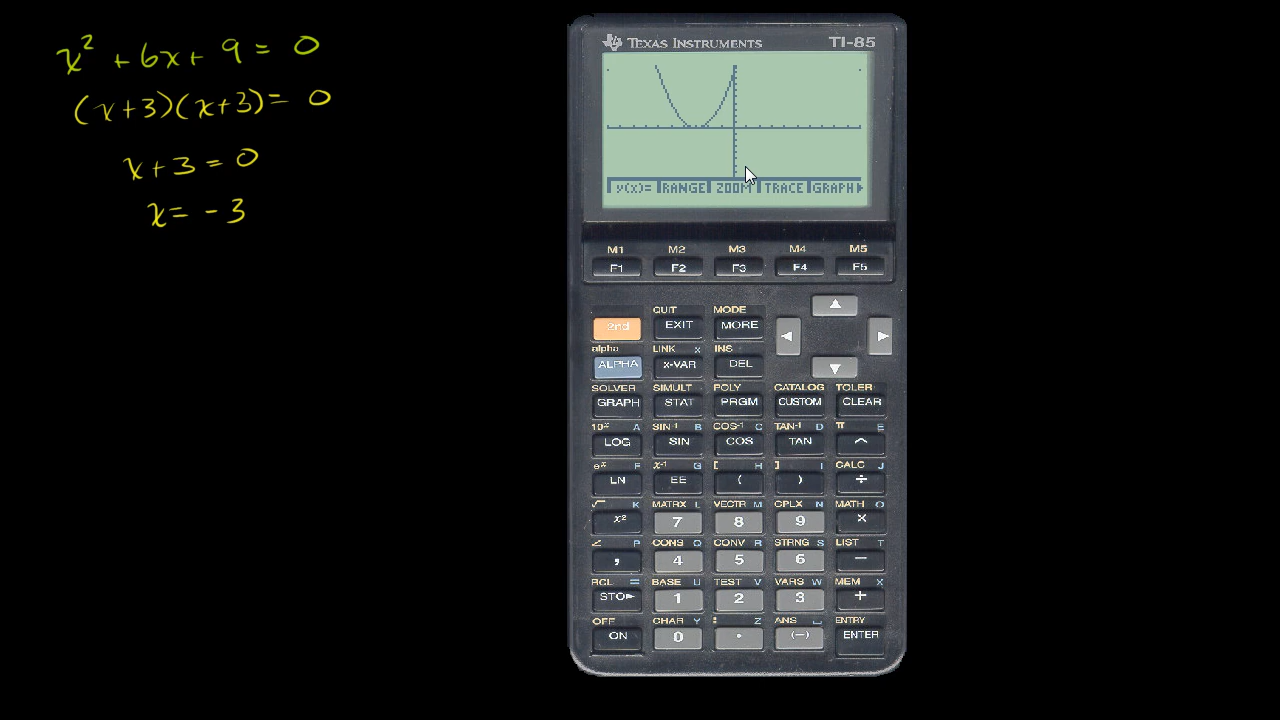 x² + 6x + 9 = 0
(x+3)(x+3) = 0
x + 3 = 0
x = -3
TEXAS INSTRUMENTS TI-85
y(x)= RANGE ZOOM TRACE GRAPH
M1 M2 M3 M4 M5
F1 F2 F3 F4 F5
QUIT MODE
2nd EXIT MORE
alpha LINK x INS
ALPHA x-VAR DEL
SOLVER SIMULT POLY CATALOG TOLER
GRAPH STAT PRGM CUSTOM CLEAR
10ˣ A SIN⁻¹ B COS⁻¹ C TAN⁻¹ D π E
LOG SIN COS TAN ^
eˣ F x⁻¹ G [ H ] I CALC J
LN EE ( ) ÷
√ K MATRX L VECTR M CPLX N MATH O
x² 7 8 9 ×
∠ P CONS Q CONV R STRNG S LIST T
, 4 5 6 −
RCL = BASE U TEST V VARS W MEM X
STO► 1 2 3 +
OFF CHAR Y : Z ANS ␣ ENTRY
ON 0 . (−) ENTER